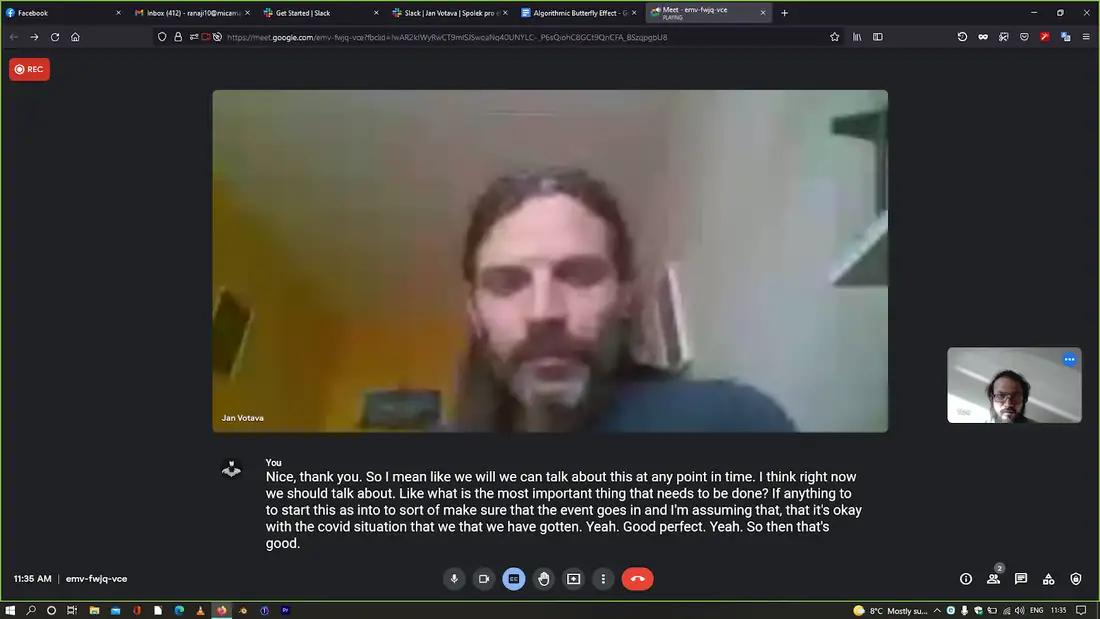 Facebook
Inbox (412) - ranaji10@micam
Get Started | Slack
Slack | Jan Votava | Spolek pro e
Algorithmic Butterfly Effect - G
Meet - emv-fwjq-vce
PLAYING
REC
Jan Votava
You
You
Nice, thank you. So I mean like we will we can talk about this at any point in time. I think right now
we should talk about. Like what is the most important thing that needs to be done? If anything to
to start this as into to sort of make sure that the event goes in and I'm assuming that, that it's okay
with the covid situation that we that we have gotten. Yeah. Good perfect. Yeah. So then that's
good.
11:35 AM | emv-fwjq-vce
2
8°C Mostly su...
ENG
11:35